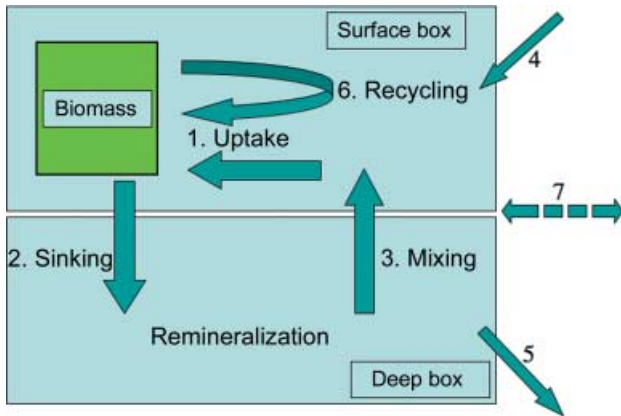 Surface box
4
6. Recycling
Biomass
1. Uptake
7
2. Sinking
3. Mixing
Remineralization
5
Deep box